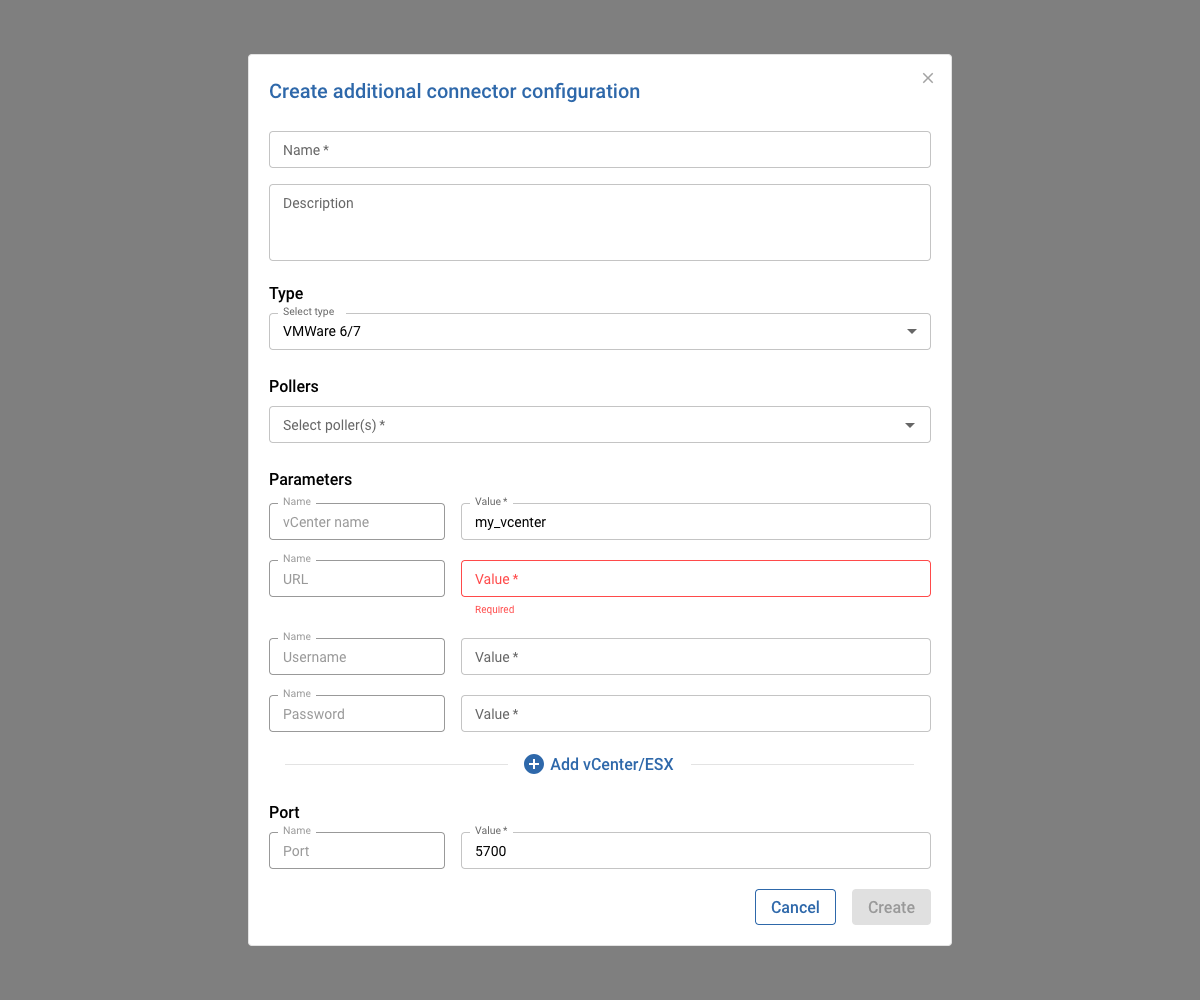 Create additional connector configuration
Name *
Description
Type
Select type
VMWare 6/7
Pollers
Select poller(s) *
Parameters
Name
vCenter name
Value *
my_vcenter
Name
URL
Value *
Required
Name
Username
Value *
Name
Password
Value *
Add vCenter/ESX
Port
Name
Port
Value *
5700
Cancel
Create